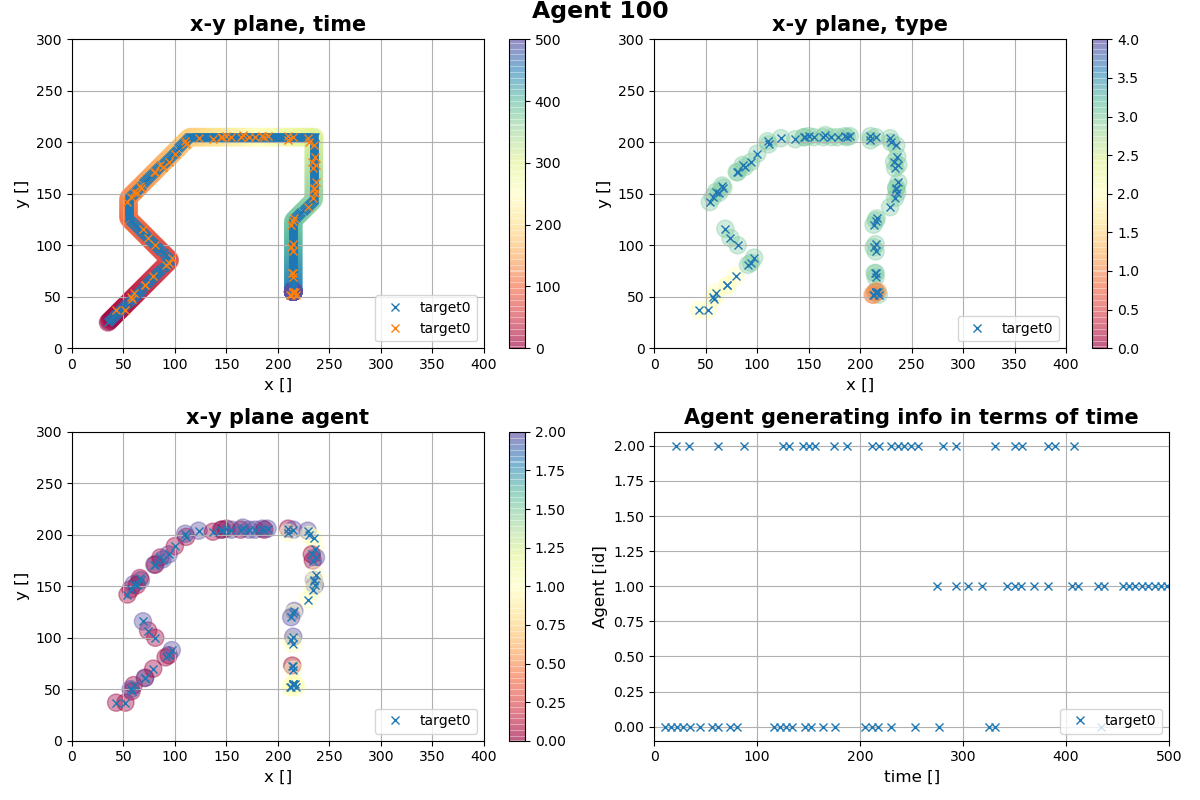 Agent 100
x-y plane, time
300
250
200
150
100
50
0
y []
0 50 100 150 200 250 300 350 400
x []
target0
target0
500
400
300
200
100
0
x-y plane, type
300
250
200
150
100
50
0
y []
0 50 100 150 200 250 300 350 400
x []
target0
4.0
3.5
3.0
2.5
2.0
1.5
1.0
0.5
0.0
x-y plane agent
300
250
200
150
100
50
0
y []
0 50 100 150 200 250 300 350 400
x []
target0
2.00
1.75
1.50
1.25
1.00
0.75
0.50
0.25
0.00
Agent generating info in terms of time
2.00
1.75
1.50
1.25
1.00
0.75
0.50
0.25
0.00
Agent [id]
0 100 200 300 400 500
time []
target0